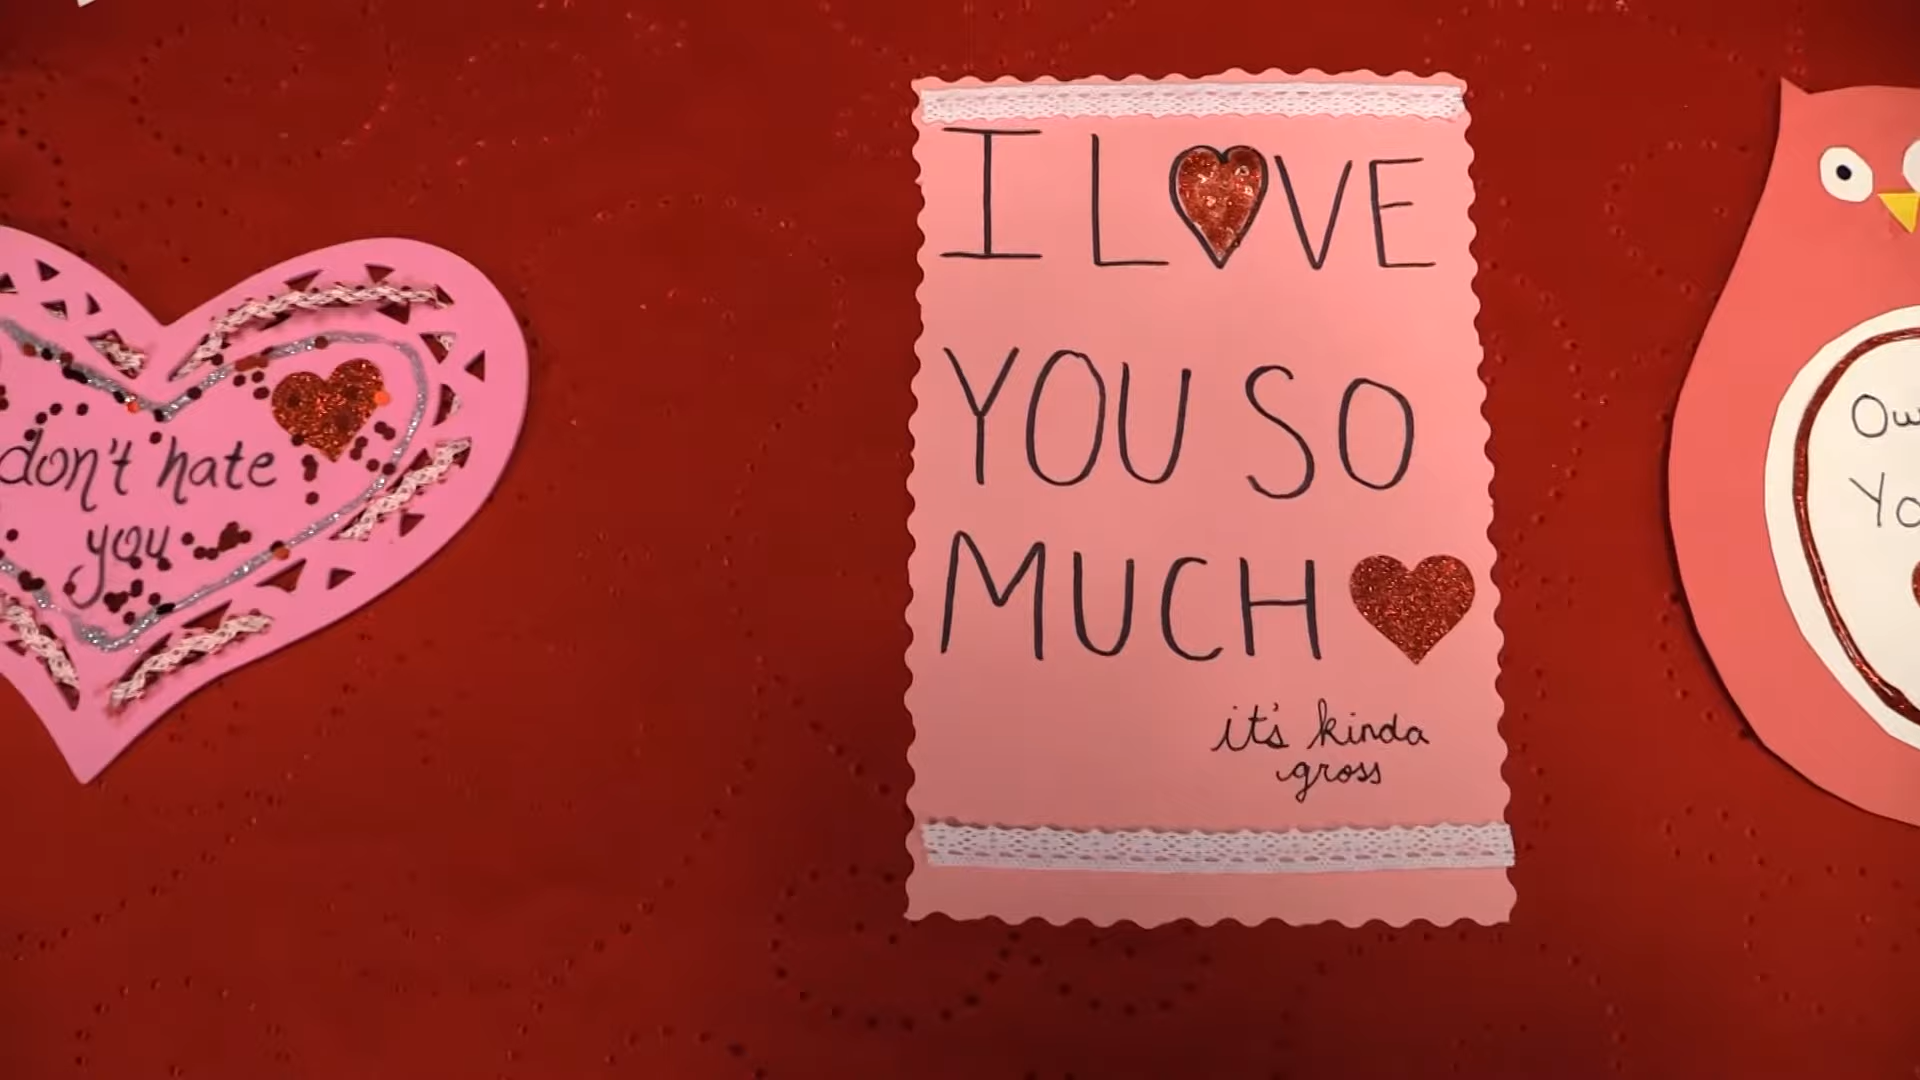 don't hate
you
I LOVE
YOU SO
MUCH
it's kinda
gross